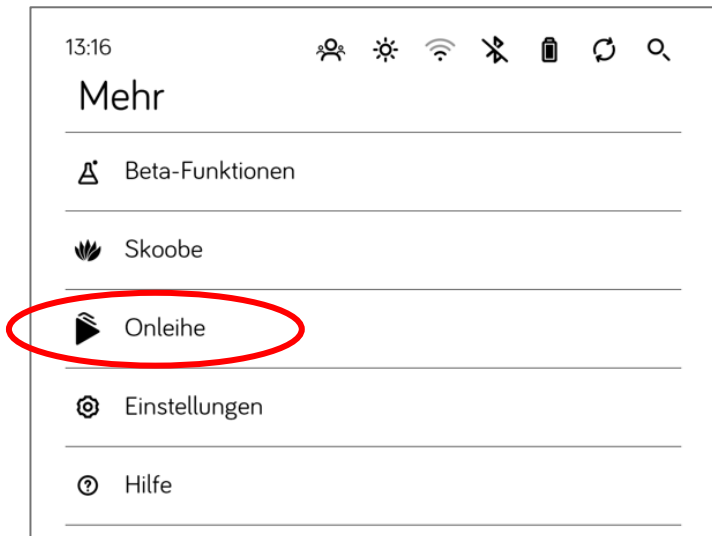 13:16
Mehr
Beta-Funktionen
Skoobe
Onleihe
Einstellungen
Hilfe